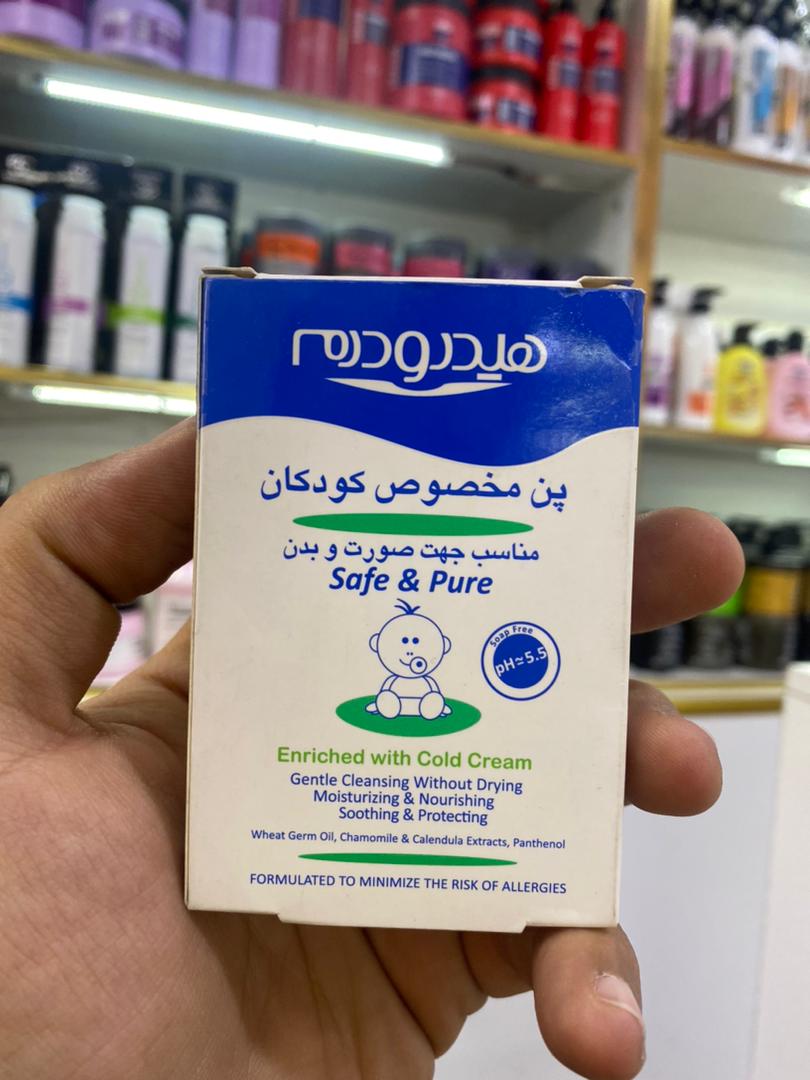 هیدرودرم
پن مخصوص کودکان
مناسب جهت صورت و بدن
Safe & Pure
Soap Free
pH≃5.5
Enriched with Cold Cream
Gentle Cleansing Without Drying
Moisturizing & Nourishing
Soothing & Protecting
Wheat Germ Oil, Chamomile & Calendula Extracts, Panthenol
FORMULATED TO MINIMIZE THE RISK OF ALLERGIES